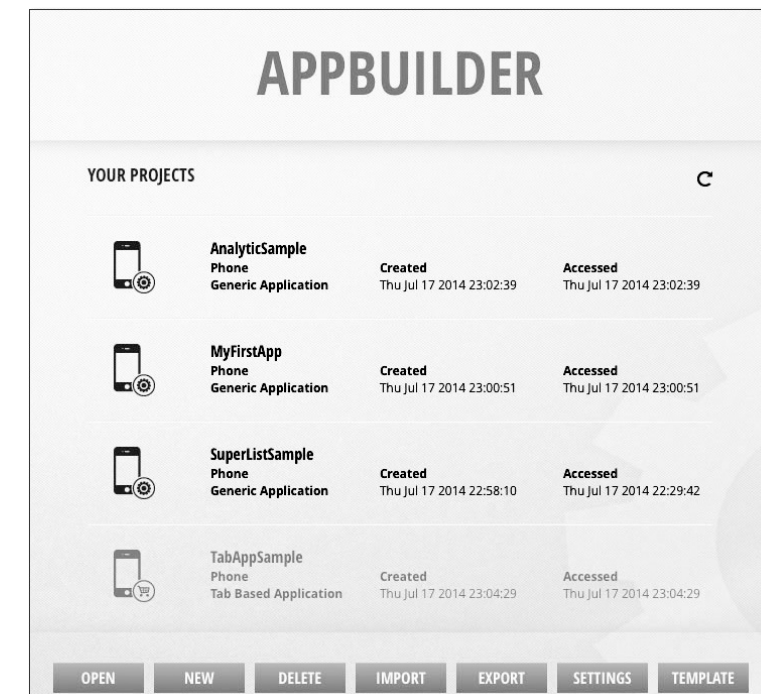 APPBUILDER
YOUR PROJECTS
AnalyticSample
Phone Created Accessed
Generic Application Thu Jul 17 2014 23:02:39 Thu Jul 17 2014 23:02:39
MyFirstApp
Phone Created Accessed
Generic Application Thu Jul 17 2014 23:00:51 Thu Jul 17 2014 23:00:51
SuperListSample
Phone Created Accessed
Generic Application Thu Jul 17 2014 22:58:10 Thu Jul 17 2014 22:29:42
TabAppSample
Phone Created Accessed
Tab Based Application Thu Jul 17 2014 23:04:29 Thu Jul 17 2014 23:04:29
OPEN NEW DELETE IMPORT EXPORT SETTINGS TEMPLATE